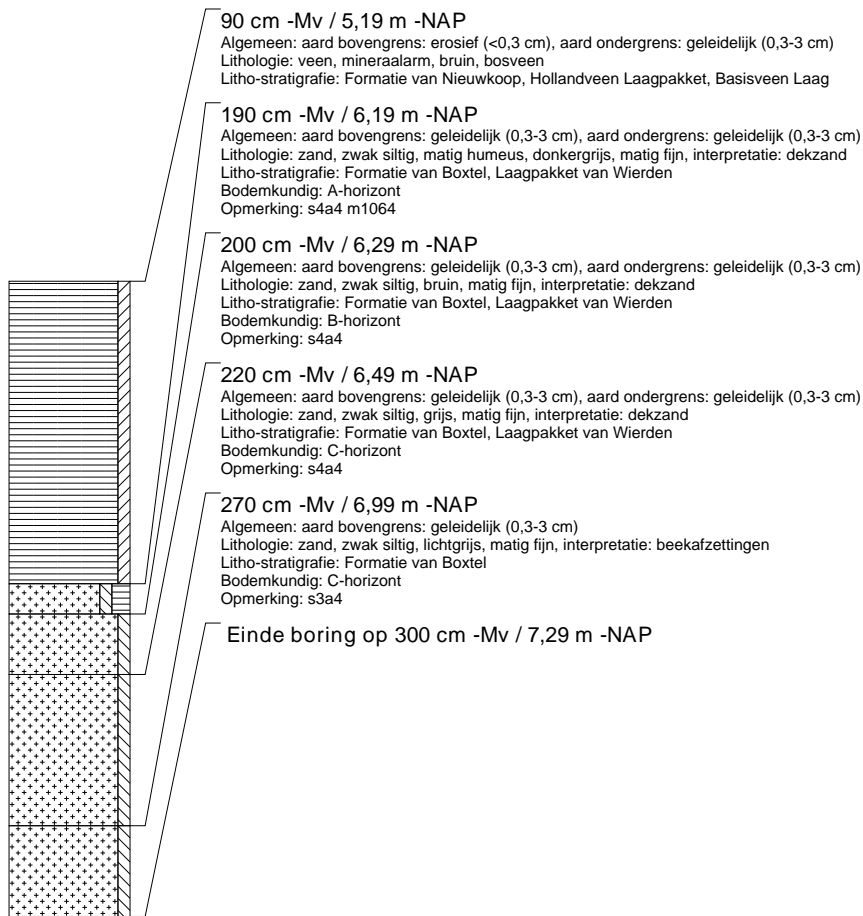 90 cm -Mv / 5,19 m -NAP
Algemeen: aard bovengrens: erosief (<0,3 cm), aard ondergrens: geleidelijk (0,3-3 cm)
Lithologie: veen, mineraalarm, bruin, bosveen
Litho-stratigrafie: Formatie van Nieuwkoop, Hollandveen Laagpakket, Basisveen Laag
190 cm -Mv / 6,19 m -NAP
Algemeen: aard bovengrens: geleidelijk (0,3-3 cm), aard ondergrens: geleidelijk (0,3-3 cm)
Lithologie: zand, zwak siltig, matig humeus, donkergrijs, matig fijn, interpretatie: dekzand
Litho-stratigrafie: Formatie van Boxtel, Laagpakket van Wierden
Bodemkundig: A-horizont
Opmerking: s4a4 m1064
200 cm -Mv / 6,29 m -NAP
Algemeen: aard bovengrens: geleidelijk (0,3-3 cm), aard ondergrens: geleidelijk (0,3-3 cm)
Lithologie: zand, zwak siltig, bruin, matig fijn, interpretatie: dekzand
Litho-stratigrafie: Formatie van Boxtel, Laagpakket van Wierden
Bodemkundig: B-horizont
Opmerking: s4a4
220 cm -Mv / 6,49 m -NAP
Algemeen: aard bovengrens: geleidelijk (0,3-3 cm), aard ondergrens: geleidelijk (0,3-3 cm)
Lithologie: zand, zwak siltig, grijs, matig fijn, interpretatie: dekzand
Litho-stratigrafie: Formatie van Boxtel, Laagpakket van Wierden
Bodemkundig: C-horizont
Opmerking: s4a4
270 cm -Mv / 6,99 m -NAP
Algemeen: aard bovengrens: geleidelijk (0,3-3 cm)
Lithologie: zand, zwak siltig, lichtgrijs, matig fijn, interpretatie: beekafzettingen
Litho-stratigrafie: Formatie van Boxtel
Bodemkundig: C-horizont
Opmerking: s3a4
Einde boring op 300 cm -Mv / 7,29 m -NAP